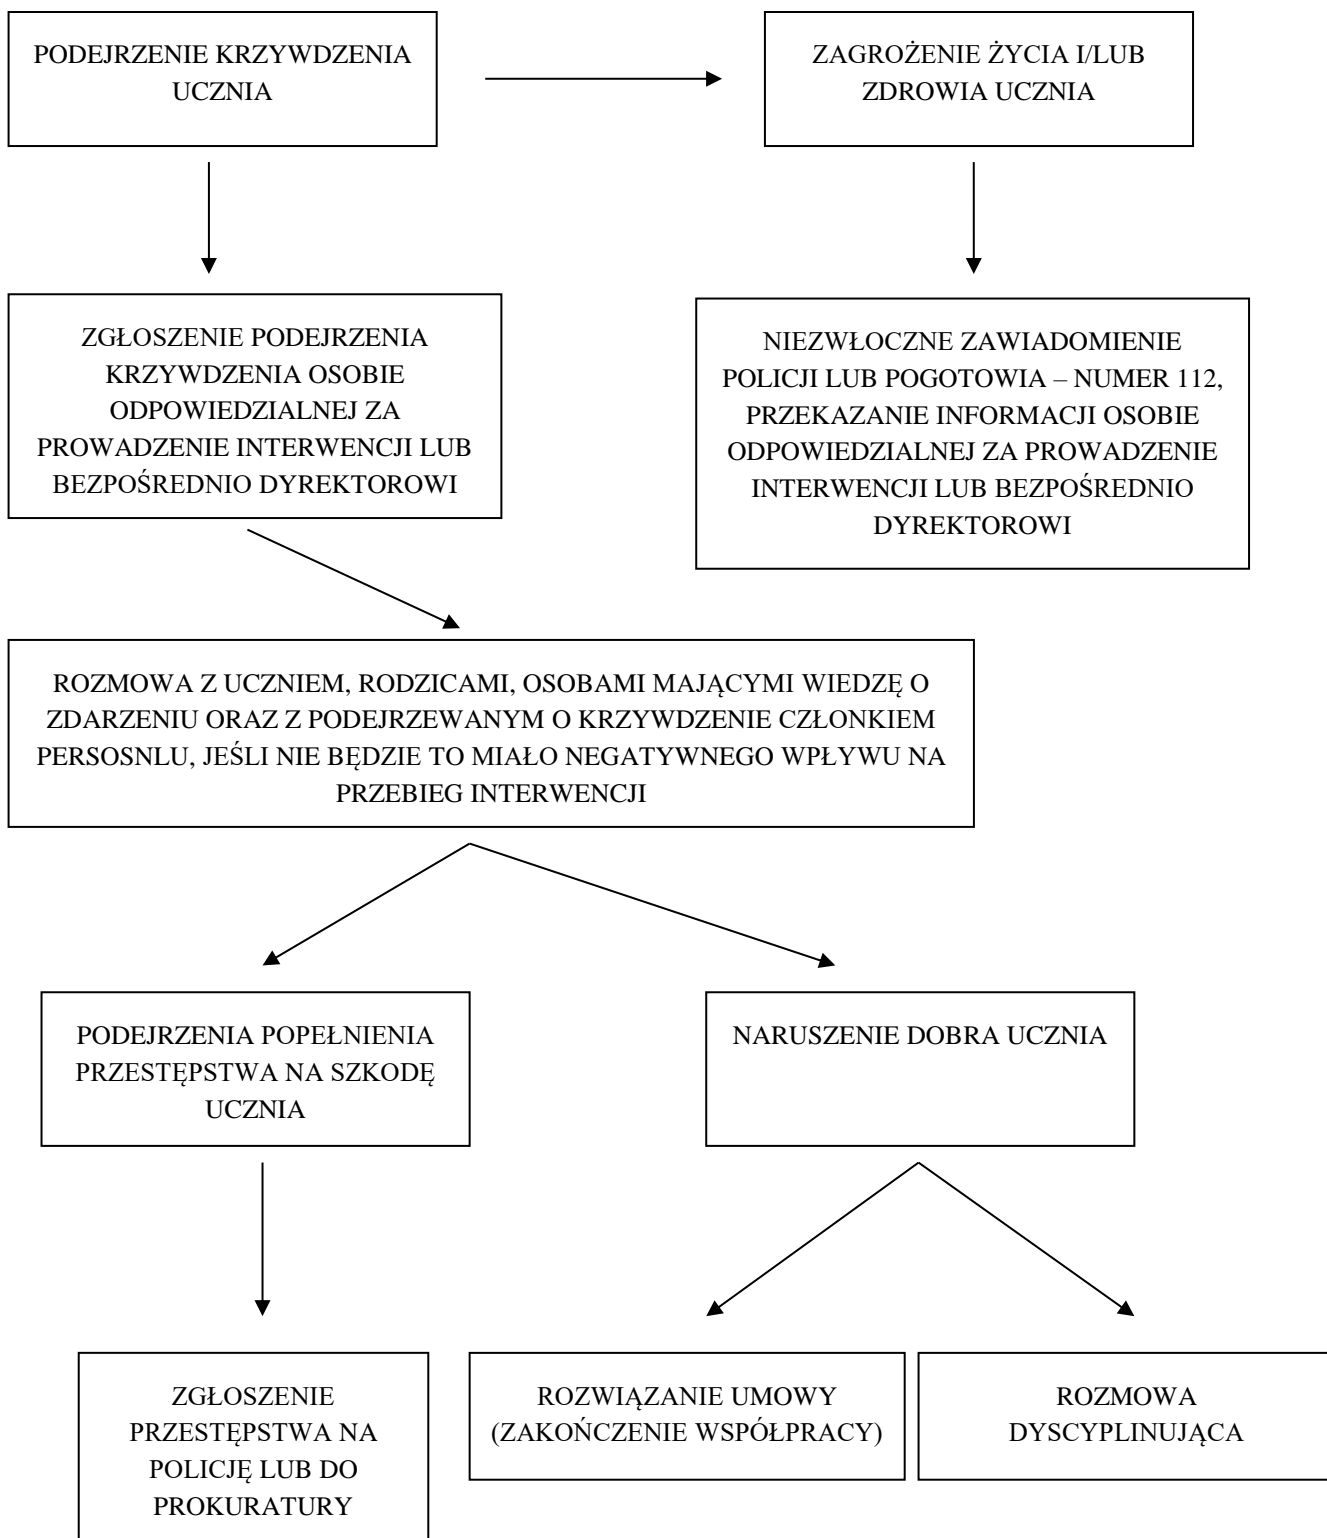 PODEJRZENIE KRZYWDZENIA
UCZNIA
ZAGROŻENIE ŻYCIA I/LUB
ZDROWIA UCZNIA
ZGŁOSZENIE PODEJRZENIA
KRZYWDZENIA OSOBIE
ODPOWIEDZIALNEJ ZA
PROWADZENIE INTERWENCJI LUB
BEZPOŚREDNIO DYREKTOROWI
NIEZWŁOCZNE ZAWIADOMIENIE
POLICJI LUB POGOTOWIA – NUMER 112,
PRZEKAZANIE INFORMACJI OSOBIE
ODPOWIEDZIALNEJ ZA PROWADZENIE
INTERWENCJI LUB BEZPOŚREDNIO
DYREKTOROWI
ROZMOWA Z UCZNIEM, RODZICAMI, OSOBAMI MAJĄCYMI WIEDZĘ O
ZDARZENIU ORAZ Z PODEJRZEWANYM O KRZYWDZENIE CZŁONKIEM
PERSOSNLU, JEŚLI NIE BĘDZIE TO MIAŁO NEGATYWNEGO WPŁYWU NA
PRZEBIEG INTERWENCJI
PODEJRZENIA POPEŁNIENIA
PRZESTĘPSTWA NA SZKODĘ
UCZNIA
NARUSZENIE DOBRA UCZNIA
ZGŁOSZENIE
PRZESTĘPSTWA NA
POLICJĘ LUB DO
PROKURATURY
ROZWIĄZANIE UMOWY
(ZAKOŃCZENIE WSPÓŁPRACY)
ROZMOWA
DYSCYPLINUJĄCA